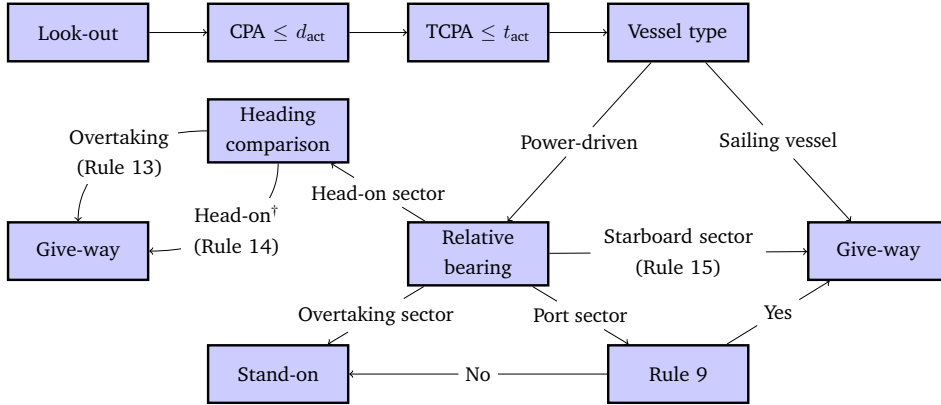 Look-out
CPA ≤ d_act
TCPA ≤ t_act
Vessel type
Heading
comparison
Overtaking
(Rule 13)
Power-driven
Sailing vessel
Head-on sector
Head-on†
(Rule 14)
Give-way
Relative
bearing
Starboard sector
(Rule 15)
Give-way
Overtaking sector
Port sector
Yes
Stand-on
No
Rule 9